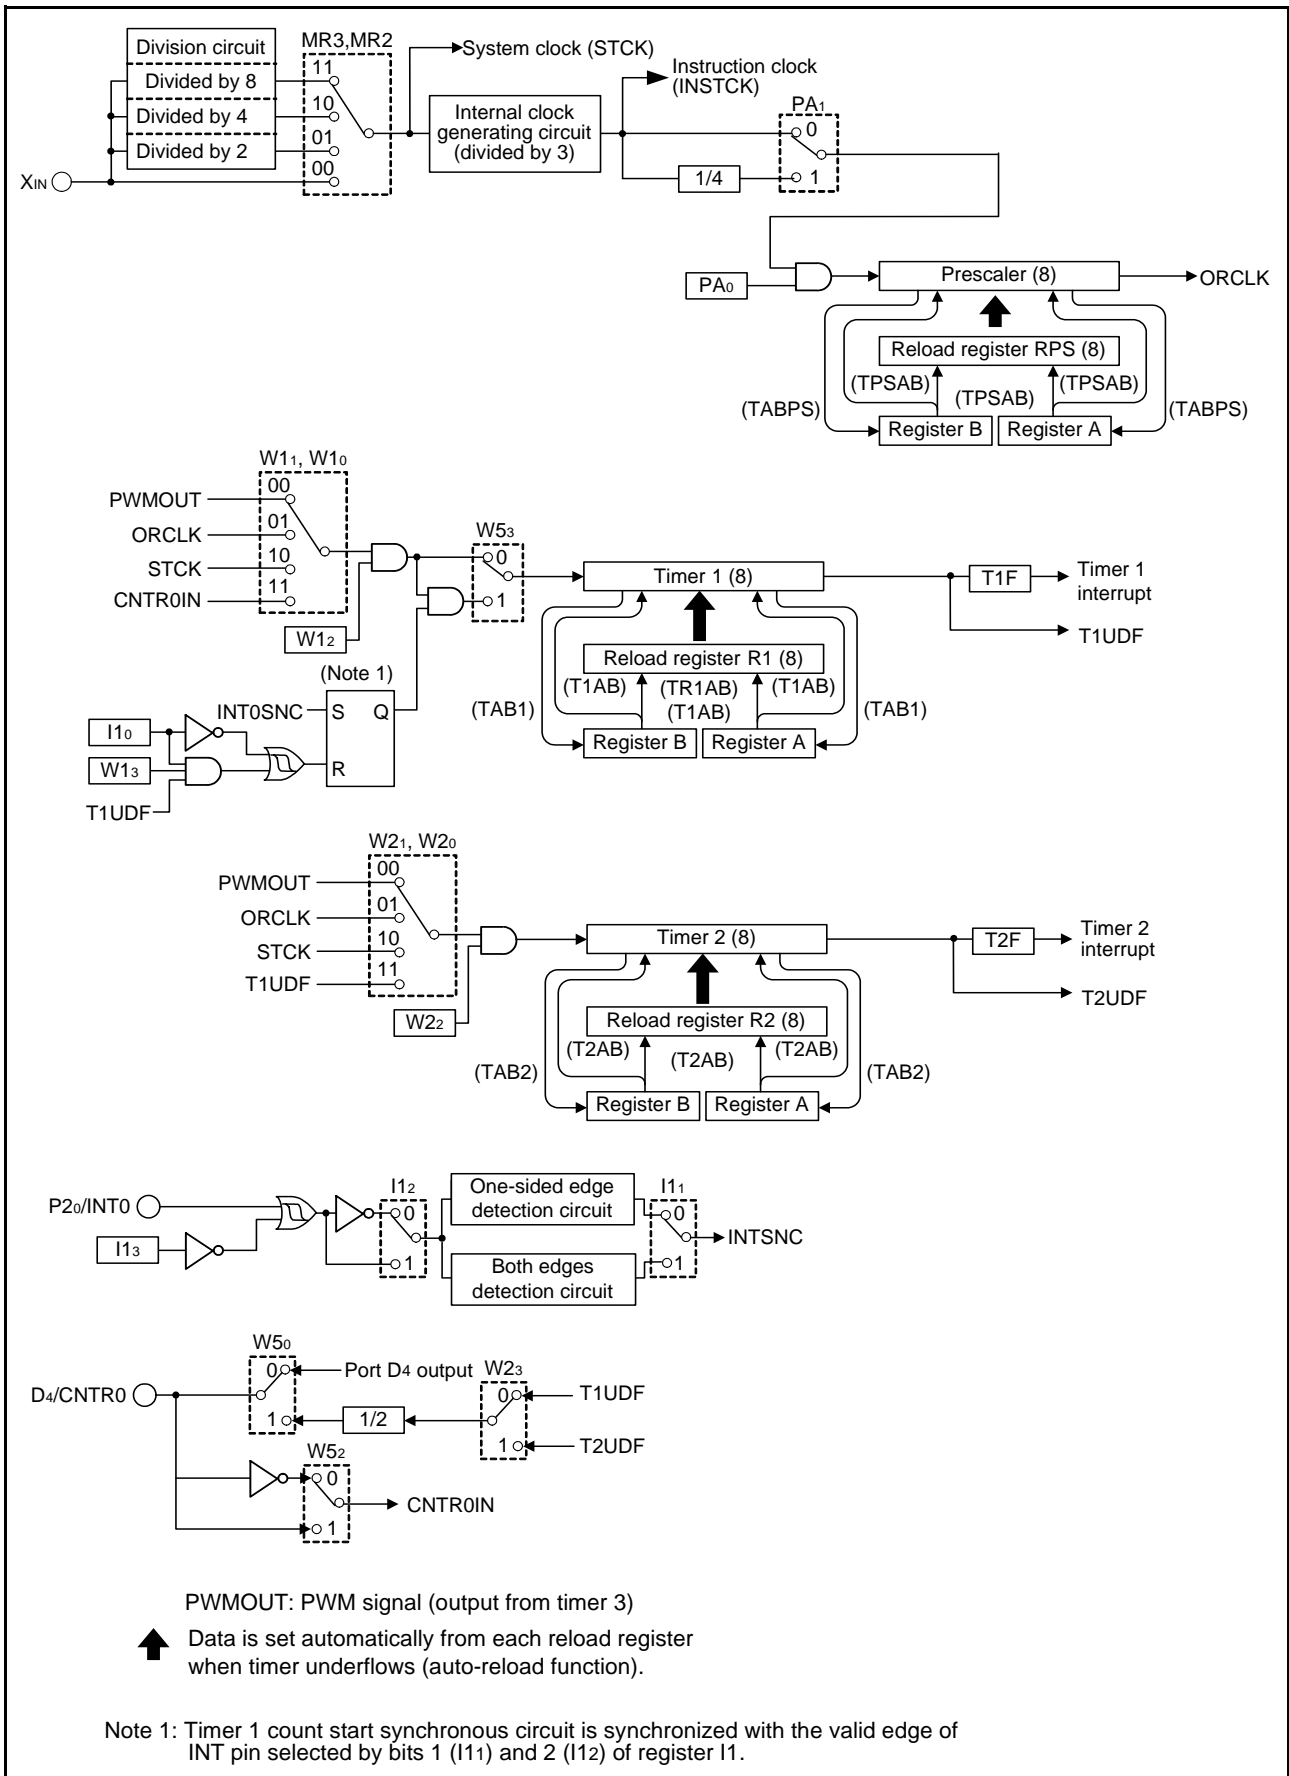 Division circuit
Divided by 8
Divided by 4
Divided by 2
XIN
MR3,MR2
11
10
01
00
System clock (STCK)
Internal clock
generating circuit
(divided by 3)
Instruction clock
(INSTCK)
PA1
0
1
1/4
PA0
Prescaler (8)
ORCLK
Reload register RPS (8)
(TPSAB)
(TPSAB)
(TPSAB)
(TABPS)
(TABPS)
Register B
Register A
W11, W10
00
01
10
11
PWMOUT
ORCLK
STCK
CNTR0IN
W12
W53
0
1
Timer 1 (8)
T1F
Timer 1
interrupt
T1UDF
Reload register R1 (8)
(T1AB)
(TR1AB)
(T1AB)
(T1AB)
(TAB1)
(TAB1)
Register B
Register A
(Note 1)
INT0SNC
S
Q
R
I10
W13
T1UDF
W21, W20
00
01
10
11
PWMOUT
ORCLK
STCK
T1UDF
W22
Timer 2 (8)
T2F
Timer 2
interrupt
T2UDF
Reload register R2 (8)
(T2AB)
(T2AB)
(T2AB)
(TAB2)
(TAB2)
Register B
Register A
P20/INT0
I13
I12
0
1
One-sided edge
detection circuit
Both edges
detection circuit
I11
0
1
INTSNC
W50
0
1
Port D4 output
D4/CNTR0
1/2
W23
0
1
T1UDF
T2UDF
W52
0
1
CNTR0IN
PWMOUT: PWM signal (output from timer 3)
Data is set automatically from each reload register
when timer underflows (auto-reload function).
Note 1: Timer 1 count start synchronous circuit is synchronized with the valid edge of
INT pin selected by bits 1 (I11) and 2 (I12) of register I1.